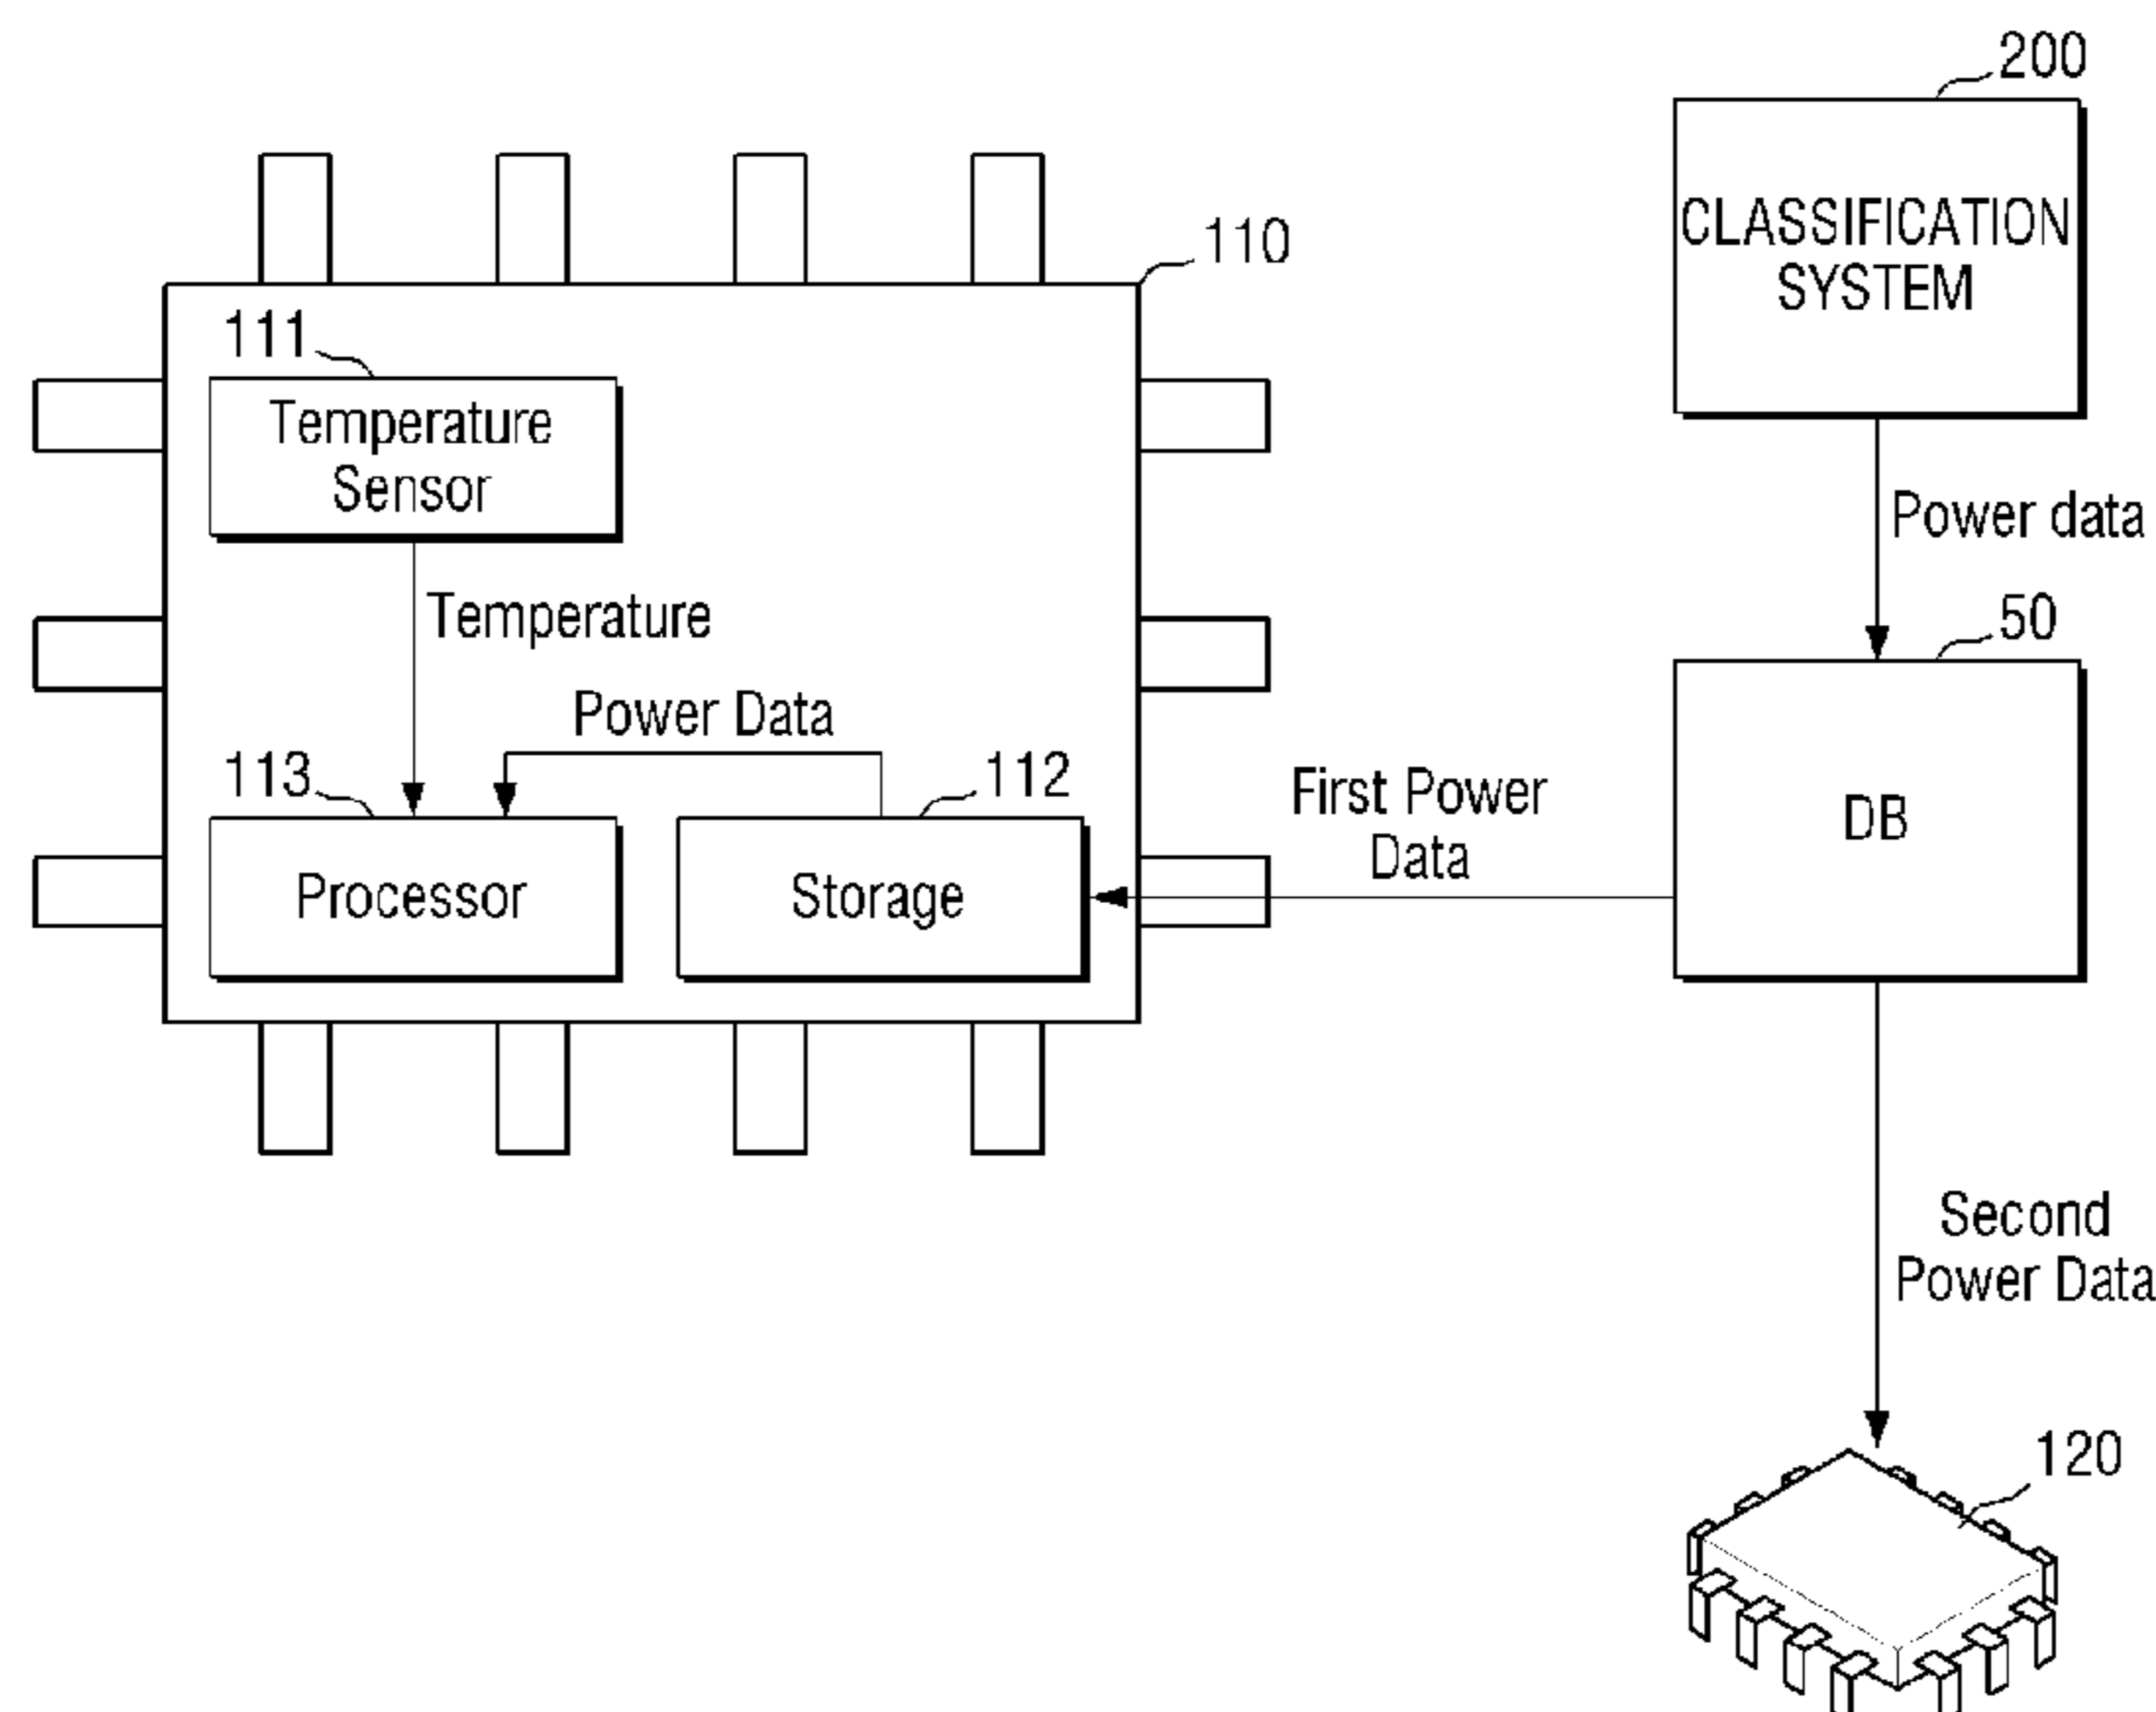 200
CLASSIFICATION
SYSTEM
110
111
Temperature
Sensor
Power data
50
Temperature
Power Data
113
112
First Power
Data
DB
Processor
Storage
Second
Power Data
120